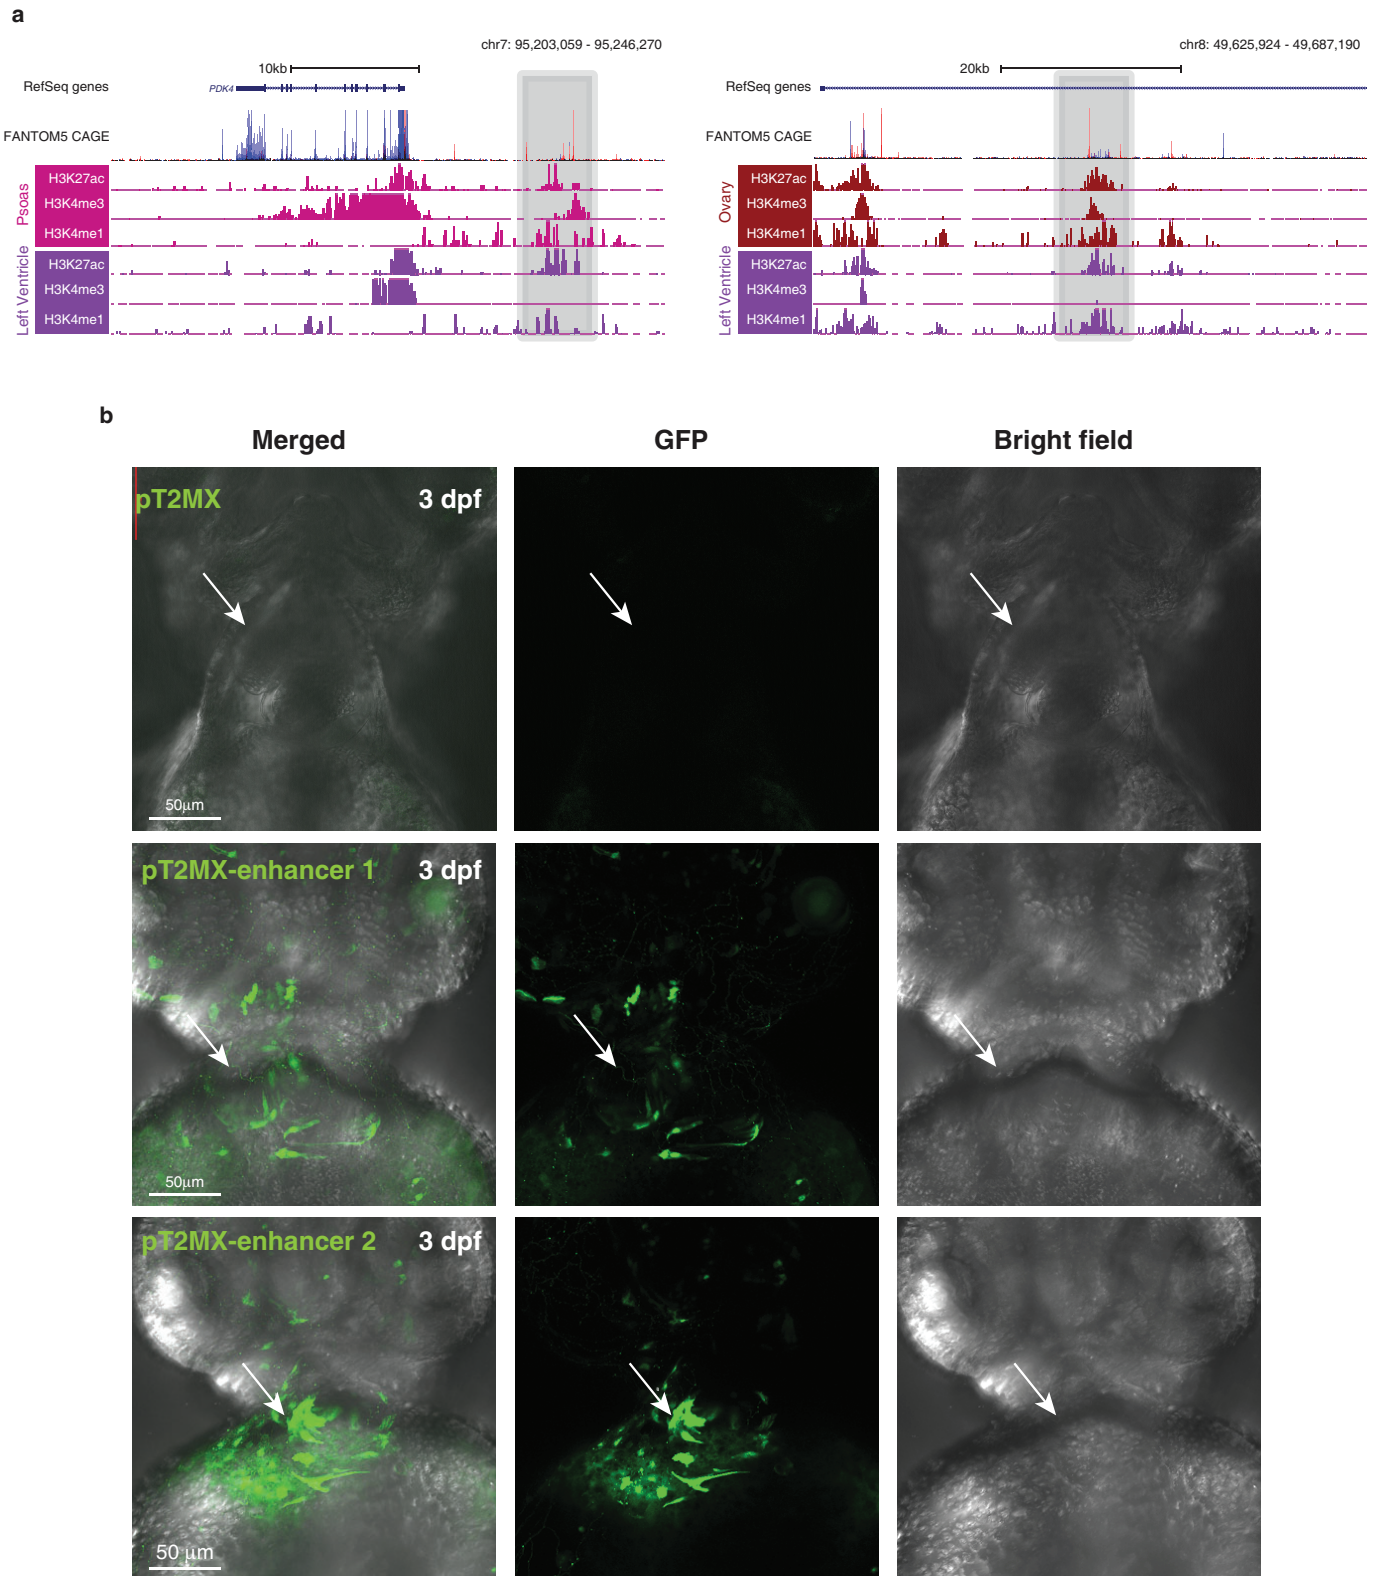 a
chr7: 95,203,059 - 95,246,270
10kb
RefSeq genes
PDK4
FANTOM5 CAGE
Psoas
H3K27ac
H3K4me3
H3K4me1
Left Ventricle
H3K27ac
H3K4me3
H3K4me1
chr8: 49,625,924 - 49,687,190
20kb
RefSeq genes
FANTOM5 CAGE
Ovary
H3K27ac
H3K4me3
H3K4me1
Left Ventricle
H3K27ac
H3K4me3
H3K4me1
b
Merged GFP Bright field
pT2MX 3 dpf
50μm
pT2MX-enhancer 1 3 dpf
50μm
pT2MX-enhancer 2 3 dpf
50 μm